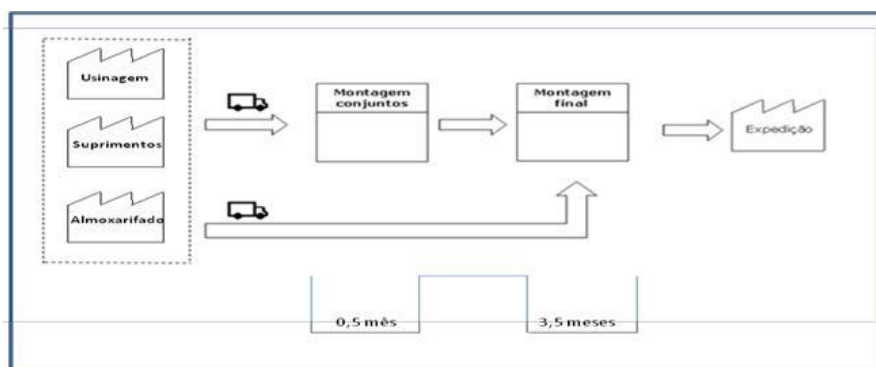 Usinagem
Suprimentos
Almoxarifado
Montagem
conjuntos
Montagem
final
Expedição
0,5 mês
3,5 meses